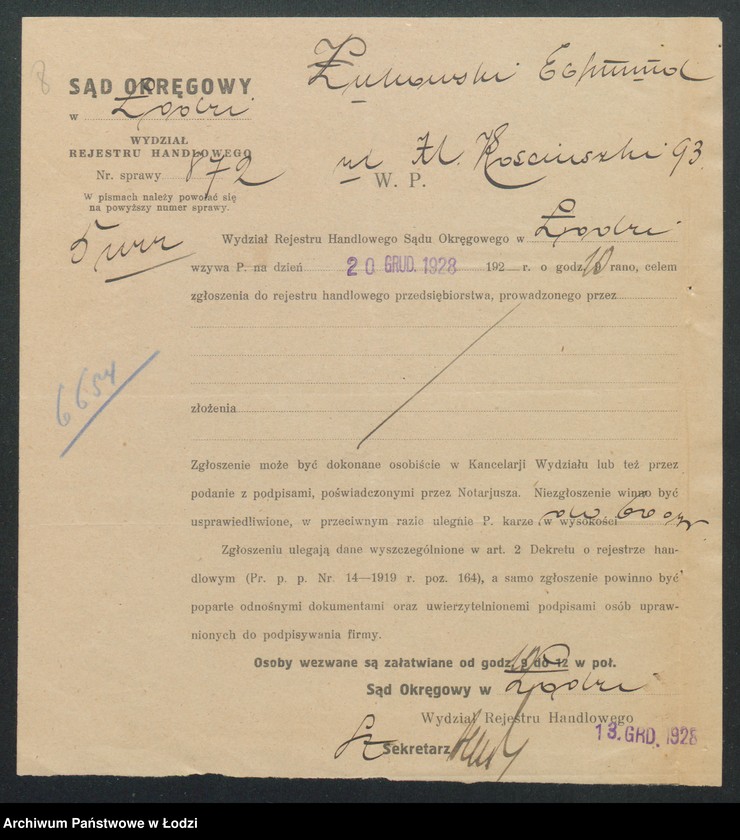 8
Żukowski Egmund
SĄD OKRĘGOWY
w Łodzi
WYDZIAŁ
REJESTRU HANDLOWEGO
ul Al. Kościuszki 93
Nr. sprawy 872
W. P.
W pismach należy powołać się
na powyższy numer sprawy.
Wydział Rejestru Handlowego Sądu Okręgowego w Łodzi
wzywa P. na dzień 20 GRUD. 1928 192 r. o godz. 10 rano, celem
zgłoszenia do rejestru handlowego przedsiębiorstwa, prowadzonego przez
6654
złożenia
Zgłoszenie może być dokonane osobiście w Kancelarji Wydziału lub też przez
podanie z podpisami, poświadczonymi przez Notarjusza. Niezgłoszenie winno być
usprawiedliwione, w przeciwnym razie ulegnie P. karze w wysokości
Zgłoszeniu ulegają dane wyszczególnione w art. 2 Dekretu o rejestrze han-
dlowym (Pr. p. p. Nr. 14—1919 r. poz. 164), a samo zgłoszenie powinno być
poparte odnośnymi dokumentami oraz uwierzytelnionemi podpisami osób upraw-
nionych do podpisywania firmy.
Osoby wezwane są załatwiane od godz. 9 do 12 w poł.
Sąd Okręgowy w Łodzi
Wydział Rejestru Handlowego
13. GRD. 1928
Sekretarz
Archiwum Państwowe w Łodzi